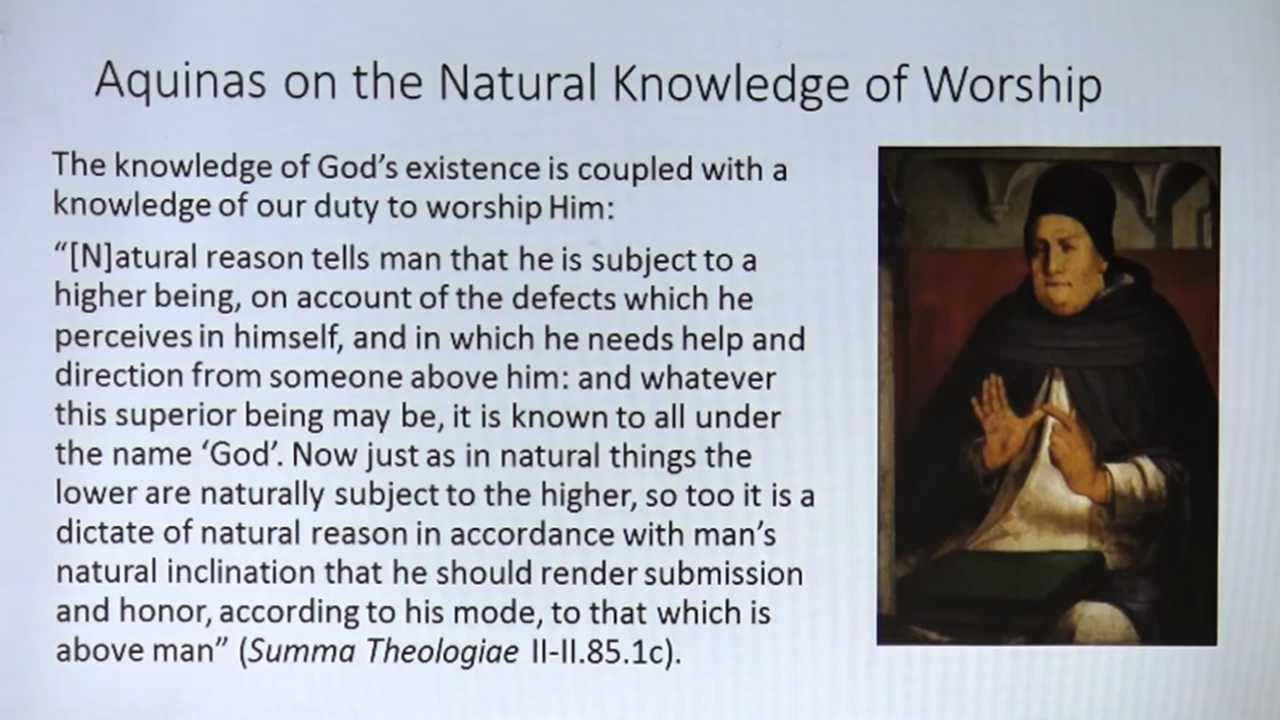 Aquinas on the Natural Knowledge of Worship
The knowledge of God’s existence is coupled with a
knowledge of our duty to worship Him:
“[N]atural reason tells man that he is subject to a
higher being, on account of the defects which he
perceives in himself, and in which he needs help and
direction from someone above him: and whatever
this superior being may be, it is known to all under
the name ‘God’. Now just as in natural things the
lower are naturally subject to the higher, so too it is a
dictate of natural reason in accordance with man’s
natural inclination that he should render submission
and honor, according to his mode, to that which is
above man” (Summa Theologiae II-II.85.1c).